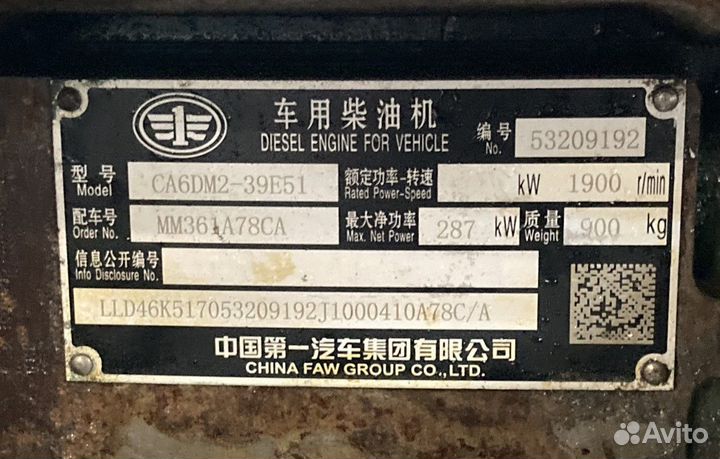 车用柴油机
DIESEL ENGINE FOR VEHICLE
编号 No. 53209192
型号 Model CA6DM2-39E51 额定功率-转速 Rated Power-Speed kW 1900 r/min
配车号 Order No. MM361A78CA 最大净功率 Max. Net Power 287 kW 质量 Weight 900 kg
信息公开编号 Info Disclosure No.
LLD46K517053209192J1000410A78C/A
中国第一汽车集团有限公司
CHINA FAW GROUP CO.,LTD.
Avito